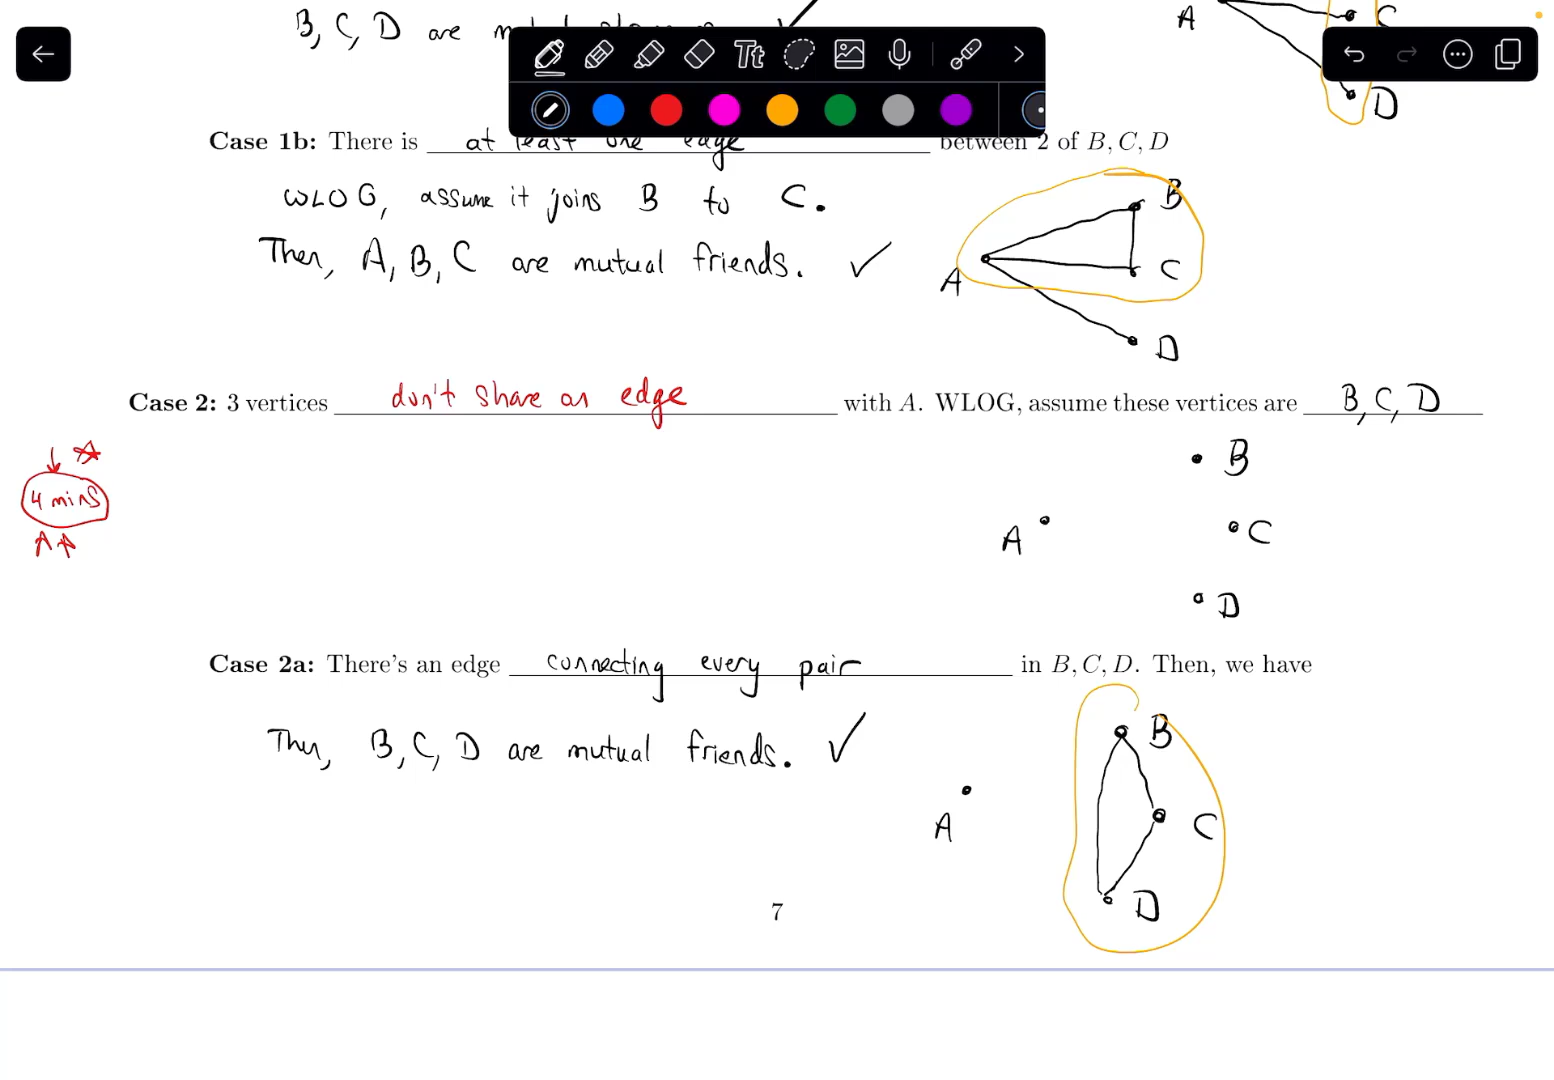 B, C, D are
A
C
D
Case 1b: There is at least one edge between 2 of B, C, D
WLOG, assume it joins B to C.
Then, A, B, C are mutual friends. ✓
B
A
C
D
Case 2: 3 vertices don't share an edge with A. WLOG, assume these vertices are B, C, D
4 mins
B
A
C
D
Case 2a: There's an edge connecting every pair in B, C, D. Then, we have
B, C, D are mutual friends. ✓
B
A
C
D
7
Tt